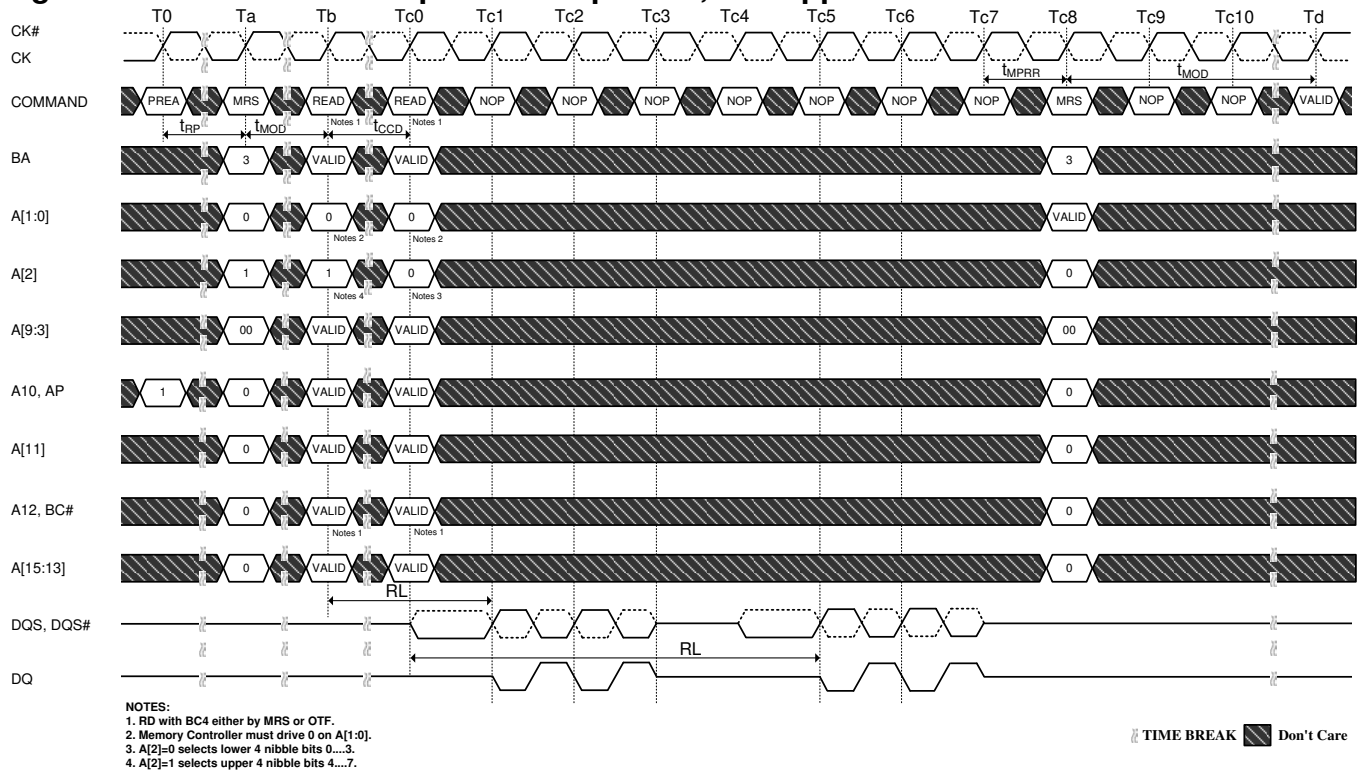 T0 Ta Tb Tc0 Tc1 Tc2 Tc3 Tc4 Tc5 Tc6 Tc7 Tc8 Tc9 Tc10 Td
CK#
CK
tMPRR tMOD
COMMAND PREA MRS READ READ NOP NOP NOP NOP NOP NOP NOP MRS NOP NOP VALID
Notes 1 Notes 1
tRP tMOD tCCD
BA 3 VALID VALID 3
A[1:0] 0 0 0 VALID
Notes 2 Notes 2
A[2] 1 1 0 0
Notes 4 Notes 3
A[9:3] 00 VALID VALID 00
A10, AP 1 0 VALID VALID 0
A[11] 0 VALID VALID 0
A12, BC# 0 VALID VALID 0
Notes 1 Notes 1
A[15:13] 0 VALID VALID 0
RL
DQS, DQS#
RL
DQ
NOTES:
1. RD with BC4 either by MRS or OTF.
2. Memory Controller must drive 0 on A[1:0].
3. A[2]=0 selects lower 4 nibble bits 0....3.
4. A[2]=1 selects upper 4 nibble bits 4....7.
TIME BREAK Don't Care